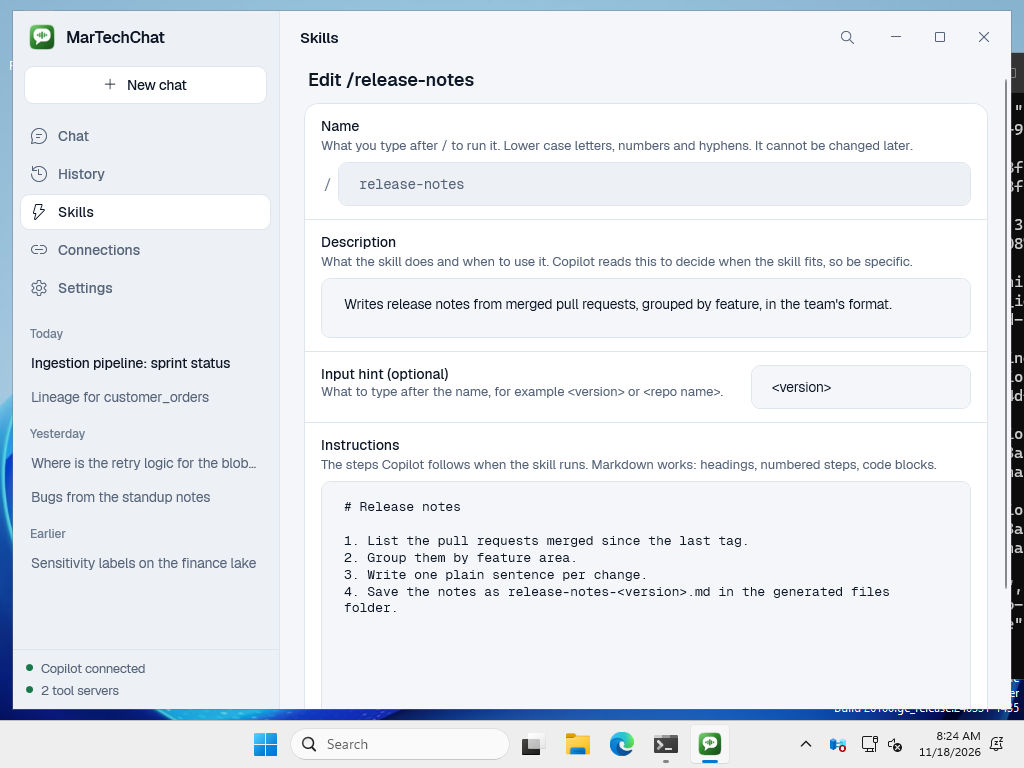 MarTechChat
New chat
Chat
History
Skills
Connections
Settings
Today
Ingestion pipeline: sprint status
Lineage for customer_orders
Yesterday
Where is the retry logic for the blob…
Bugs from the standup notes
Earlier
Sensitivity labels on the finance lake
Copilot connected
2 tool servers
Skills
Edit /release-notes
Name
What you type after / to run it. Lower case letters, numbers and hyphens. It cannot be changed later.
/ release-notes
Description
What the skill does and when to use it. Copilot reads this to decide when the skill fits, so be specific.
Writes release notes from merged pull requests, grouped by feature, in the team's format.
Input hint (optional)
What to type after the name, for example <version> or <repo name>.
<version>
Instructions
The steps Copilot follows when the skill runs. Markdown works: headings, numbered steps, code blocks.
# Release notes
1. List the pull requests merged since the last tag.
2. Group them by feature area.
3. Write one plain sentence per change.
4. Save the notes as release-notes-<version>.md in the generated files
folder.
Search
8:24 AM
11/18/2026